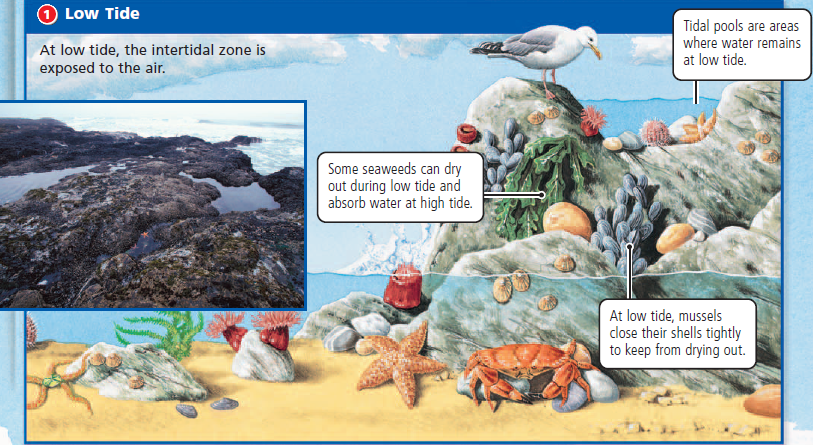 1 Low Tide
At low tide, the intertidal zone is
exposed to the air.
Tidal pools are areas
where water remains
at low tide.
Some seaweeds can dry
out during low tide and
absorb water at high tide.
At low tide, mussels
close their shells tightly
to keep from drying out.